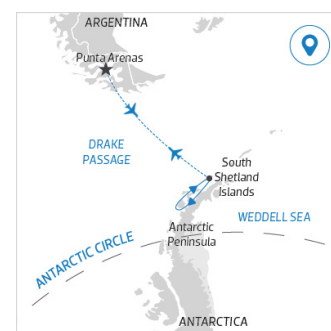 ARGENTINA
Punta Arenas
DRAKE
PASSAGE
South
Shetland
Islands
WEDDELL SEA
Antarctic
Peninsula
ANTARCTIC CIRCLE
ANTARCTICA